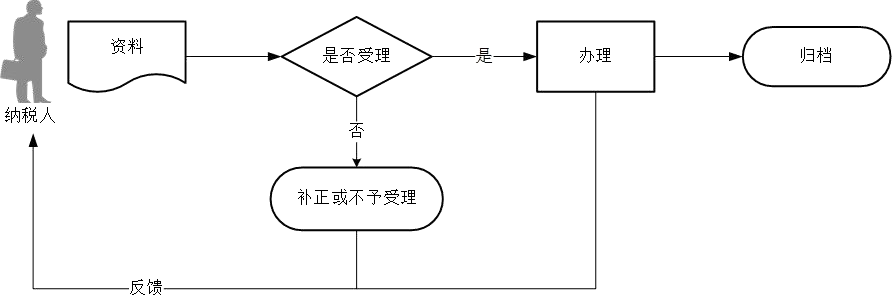 资料
是否受理
是
办理
归档
纳税人
否
补正或不予受理
反馈